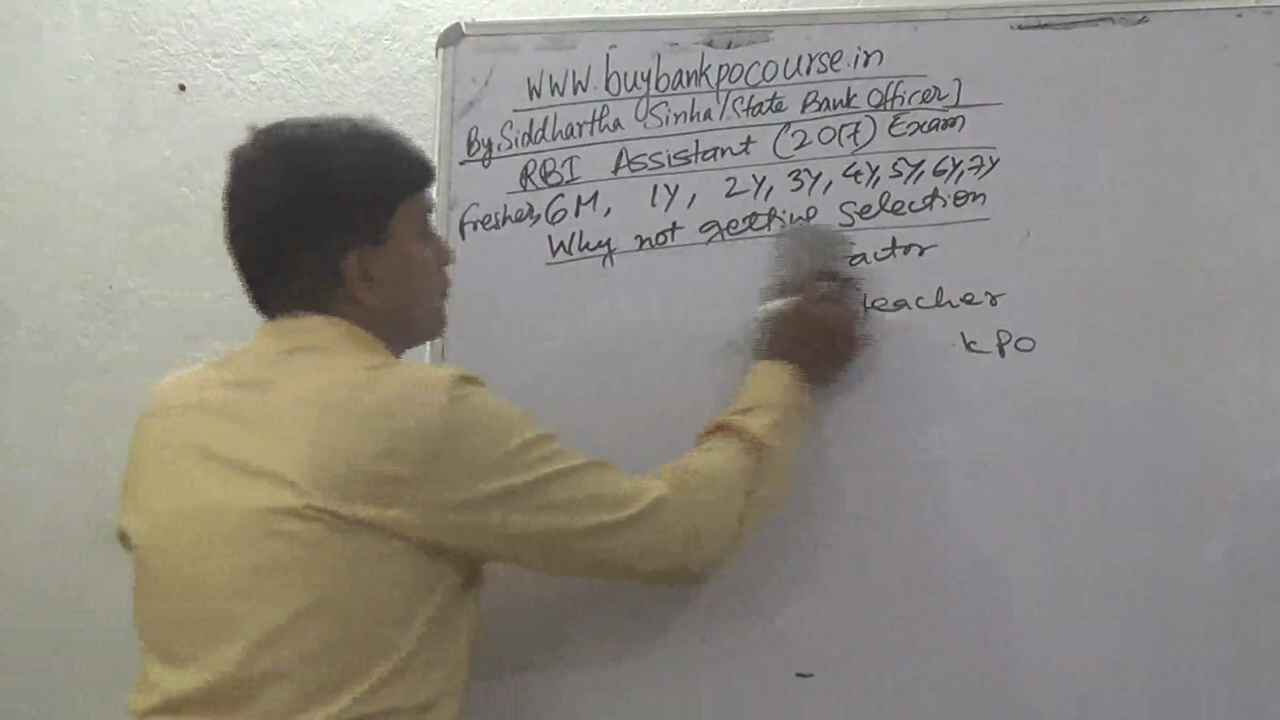 www.buybankpocourse.in
By Siddhartha Sinha (State Bank Officer)
RBI Assistant (2017) Exam
Fresher, 6M, 1Y, 2Y, 3Y, 4Y, 5Y, 6Y, 7Y
Why not getting selection
actor
teacher
KPO